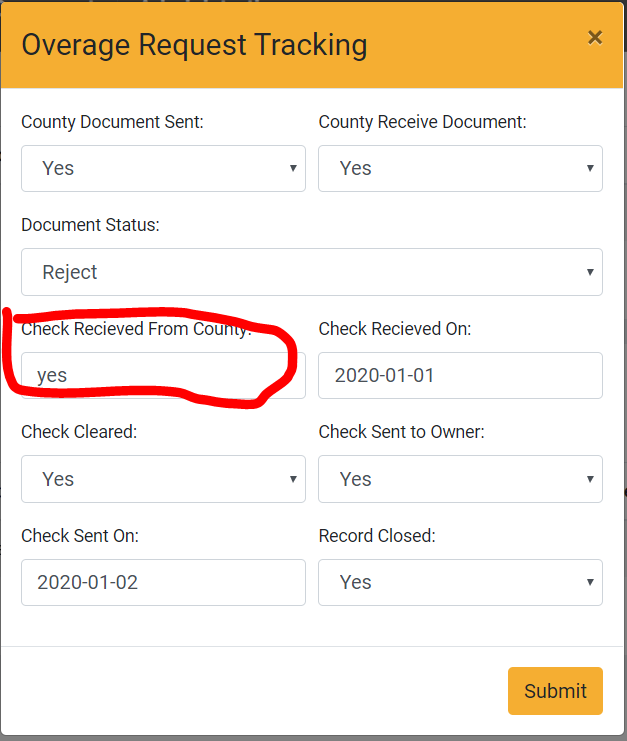 Overage Request Tracking ×
County Document Sent: County Receive Document:
Yes Yes
Document Status:
Reject
Check Recieved From County: Check Recieved On:
yes 2020-01-01
Check Cleared: Check Sent to Owner:
Yes Yes
Check Sent On: Record Closed:
2020-01-02 Yes
Submit